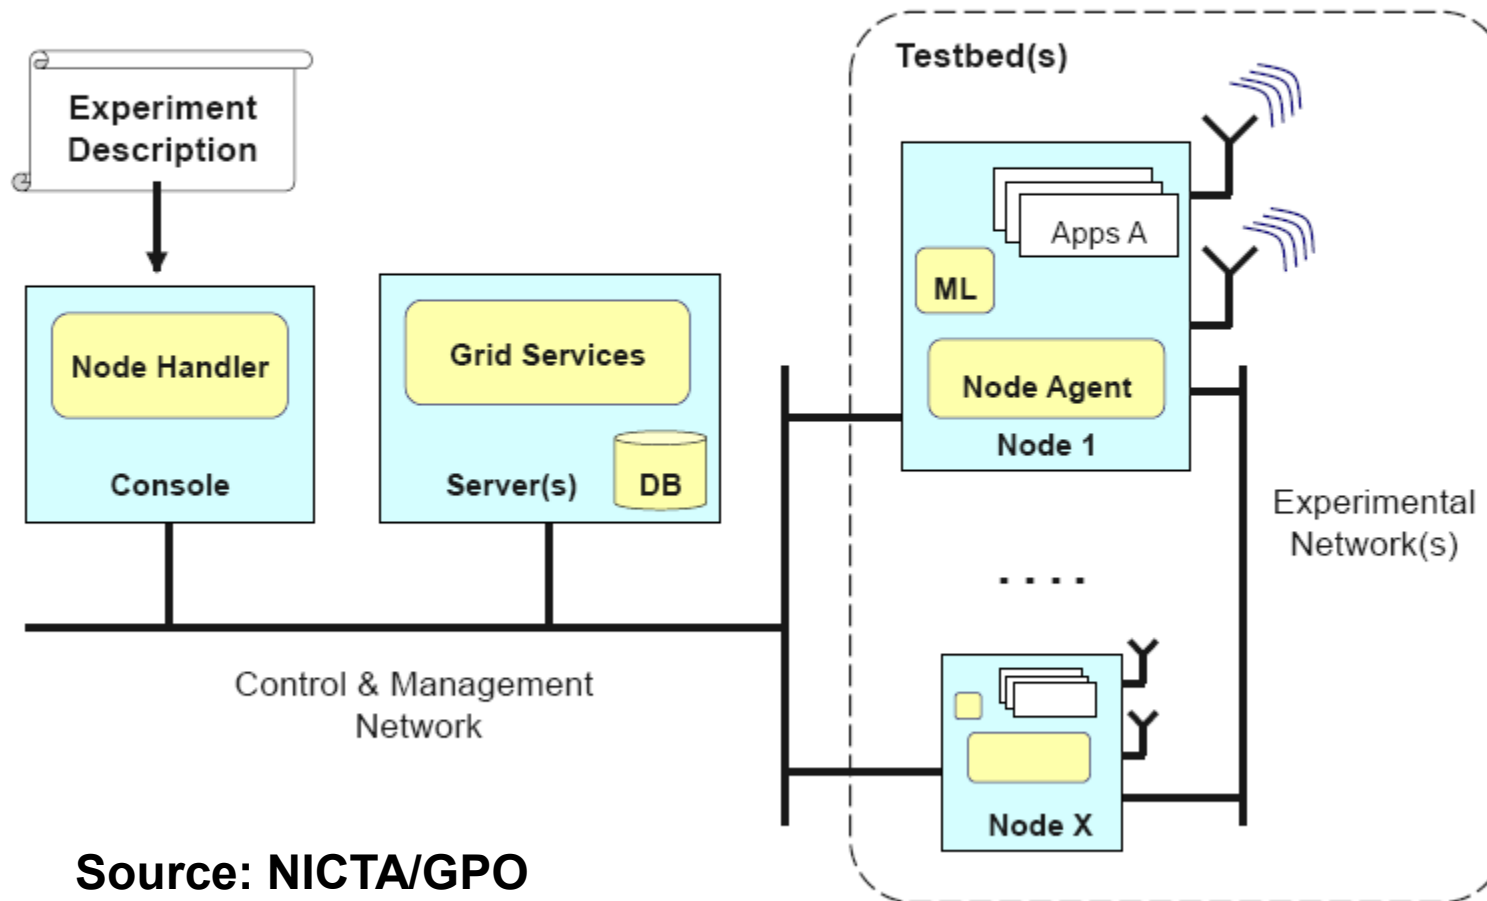 Experiment
Description
Node Handler
Console
Grid Services
Server(s)
DB
Control & Management
Network
Testbed(s)
Apps A
ML
Node Agent
Node 1
. . . .
Node X
Experimental
Network(s)
Source: NICTA/GPO